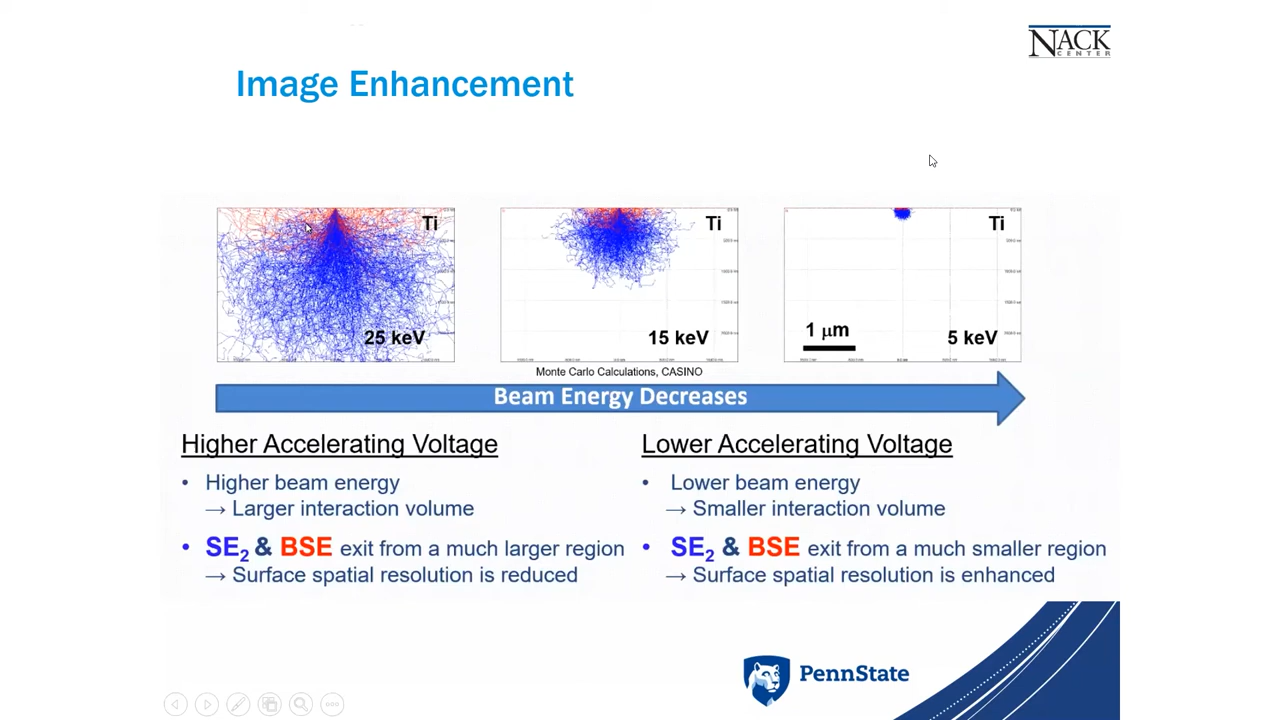 NACK
CENTER
Image Enhancement
Ti
25 keV
Ti
15 keV
Ti
1 μm
5 keV
Monte Carlo Calculations, CASINO
Beam Energy Decreases
Higher Accelerating Voltage
• Higher beam energy
→ Larger interaction volume
• SE2 & BSE exit from a much larger region
→ Surface spatial resolution is reduced
Lower Accelerating Voltage
• Lower beam energy
→ Smaller interaction volume
• SE2 & BSE exit from a much smaller region
→ Surface spatial resolution is enhanced
PennState